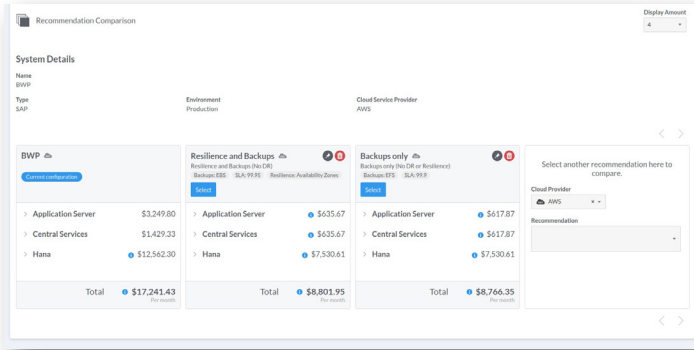 Recommendation Comparison
Display Amount
4
System Details
Name
BWP
Type
SAP
Environment
Production
Cloud Service Provider
AWS
BWP
Current configuration
Application Server $3,249.80
Central Services $1,429.33
Hana $12,562.30
Total $17,241.43
Per month
Resilience and Backups
Resilience and Backups (No DR)
Backups: EBS SLA: 99.95 Resilience: Availability Zones
Select
Application Server $635.67
Central Services $635.67
Hana $7,530.61
Total $8,801.95
Per month
Backups only
Backups only (No DR or Resilience)
Backups: EFS SLA: 99.9
Select
Application Server $617.87
Central Services $617.87
Hana $7,530.61
Total $8,766.35
Per month
Select another recommendation here to
compare.
Cloud Provider
AWS
Recommendation